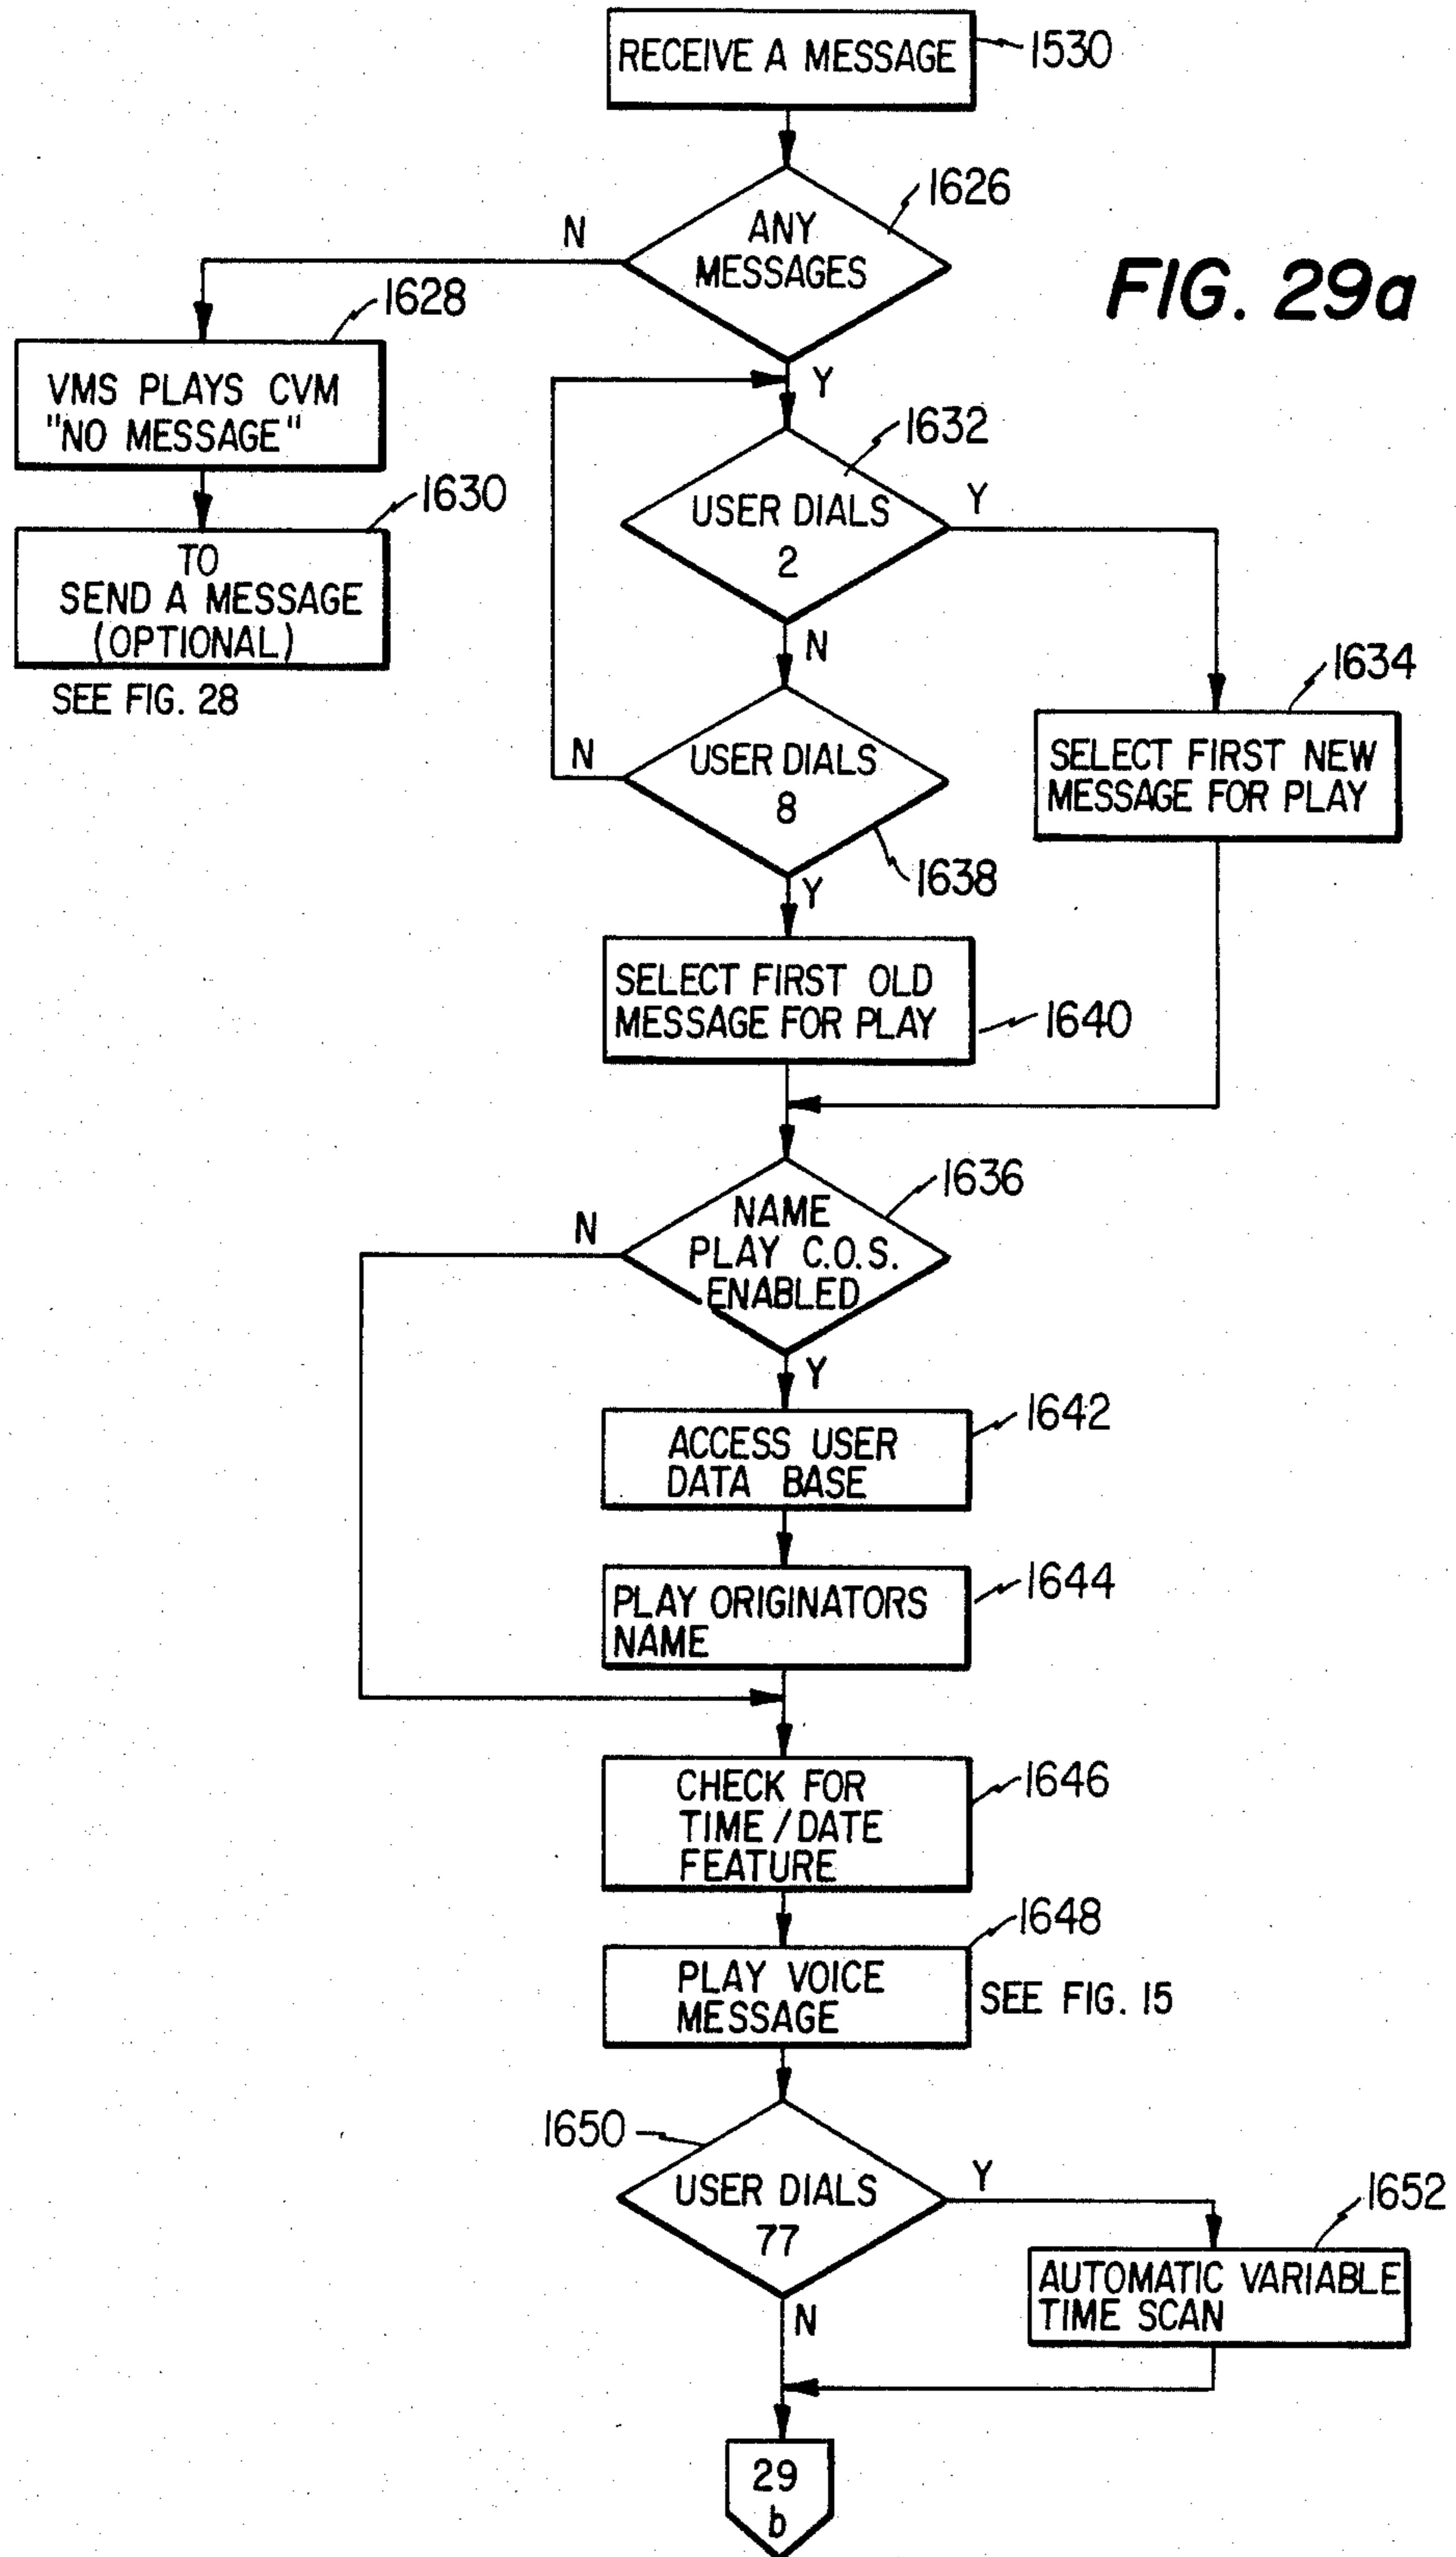 RECEIVE A MESSAGE
1530
1626
ANY
MESSAGES
N
Y
FIG. 29a
1628
VMS PLAYS CVM
"NO MESSAGE"
1630
TO
SEND A MESSAGE
(OPTIONAL)
SEE FIG. 28
1632
USER DIALS
2
Y
N
1634
SELECT FIRST NEW
MESSAGE FOR PLAY
USER DIALS
8
N
1638
Y
SELECT FIRST OLD
MESSAGE FOR PLAY
1640
1636
NAME
PLAY C.O.S.
ENABLED
N
Y
1642
ACCESS USER
DATA BASE
1644
PLAY ORIGINATORS
NAME
1646
CHECK FOR
TIME/DATE
FEATURE
1648
PLAY VOICE
MESSAGE
SEE FIG. 15
1650
USER DIALS
77
Y
N
1652
AUTOMATIC VARIABLE
TIME SCAN
29
b